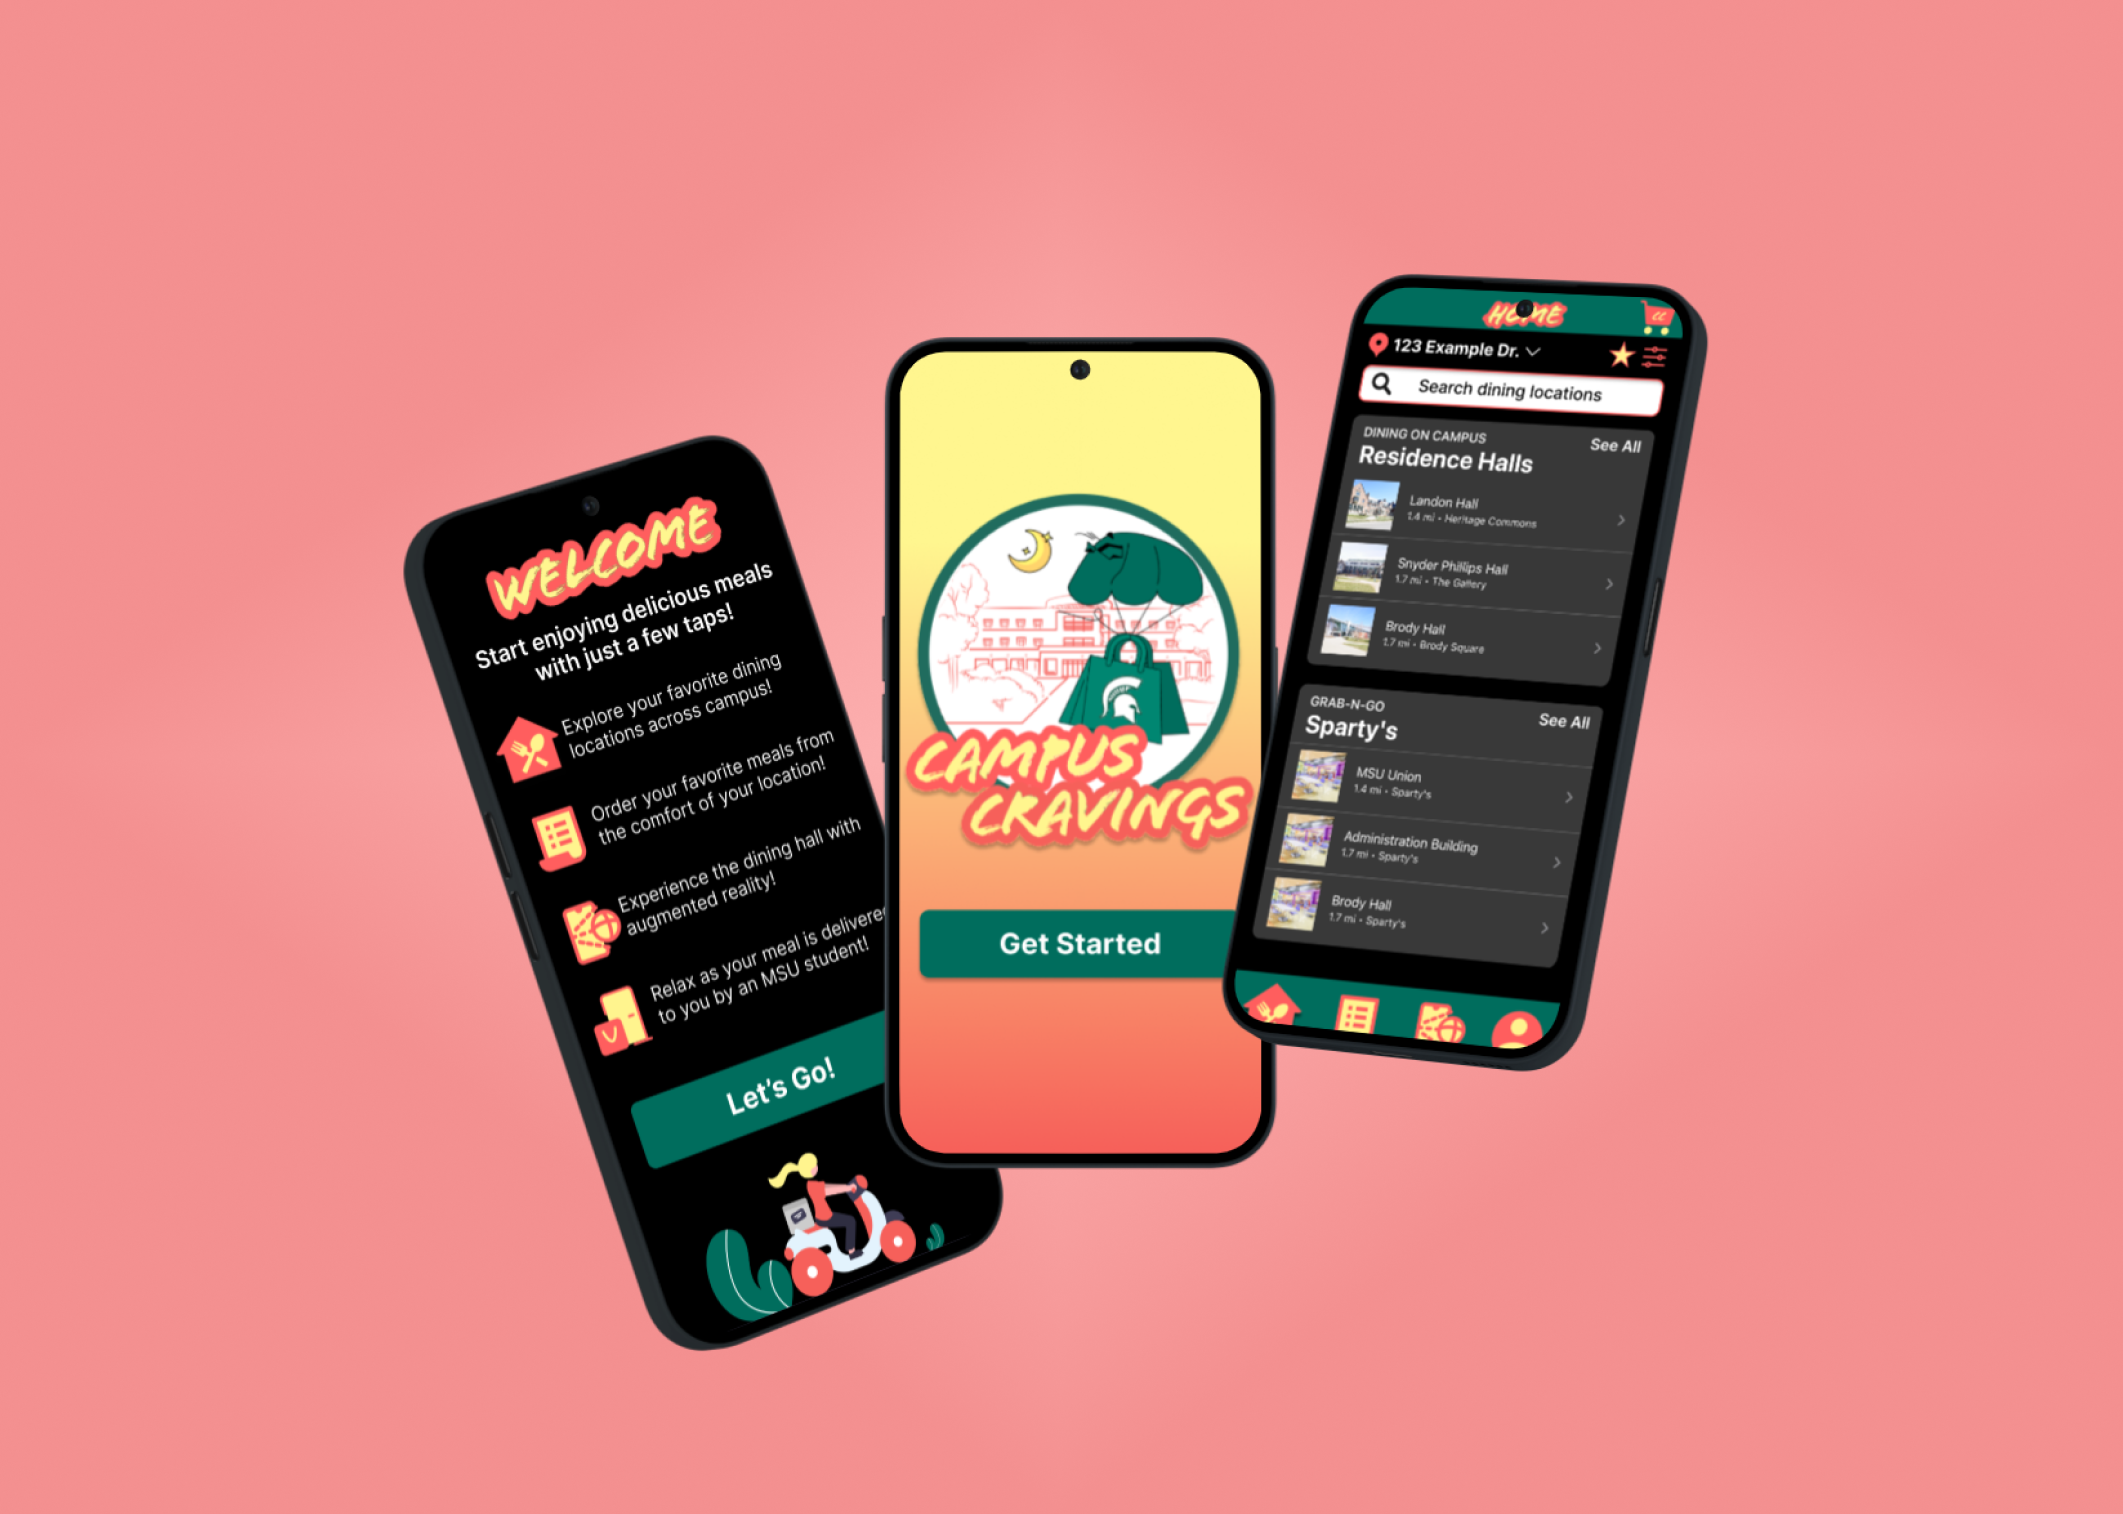 WELCOME
Start enjoying delicious meals
with just a few taps!
Explore your favorite dining
locations across campus!
Order your favorite meals from
the comfort of your location!
Experience the dining hall with
augmented reality!
Relax as your meal is delivered
to you by an MSU student!
Let's Go!
CAMPUS
CRAVINGS
Get Started
HOME
CC
123 Example Dr.
Search dining locations
DINING ON CAMPUS
See All
Residence Halls
Landon Hall
1.4 mi • Heritage Commons
Snyder Phillips Hall
1.7 mi • The Gallery
Brody Hall
1.7 mi • Brody Square
GRAB-N-GO
See All
Sparty's
MSU Union
1.4 mi • Sparty's
Administration Building
1.7 mi • Sparty's
Brody Hall
1.7 mi • Sparty's